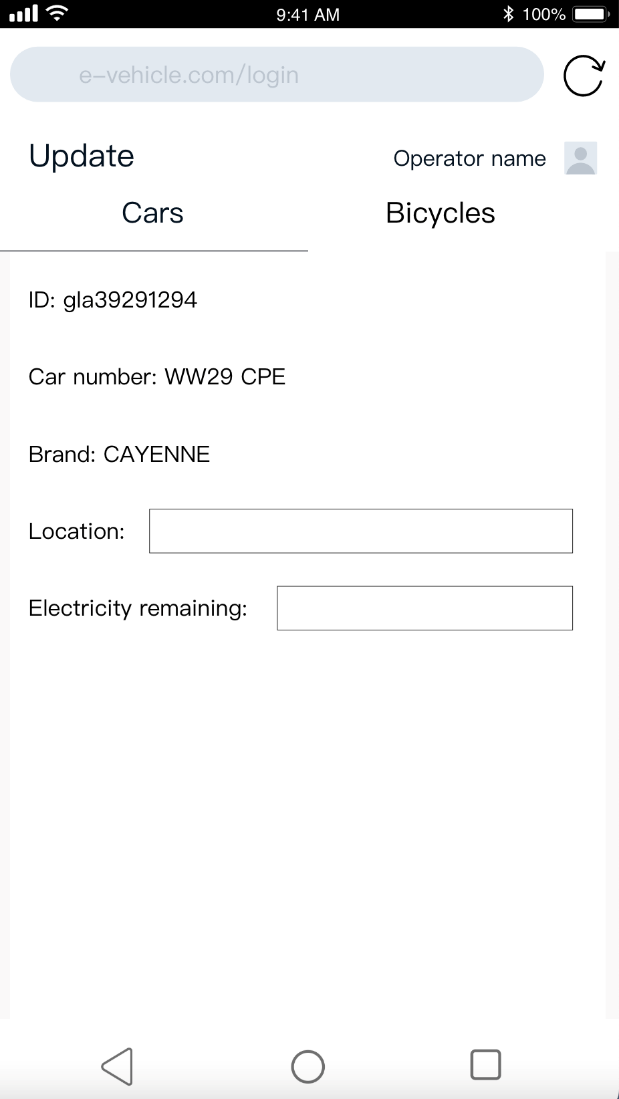 9:41 AM 100%
e-vehicle.com/login
Update Operator name
Cars Bicycles
ID: gla39291294
Car number: WW29 CPE
Brand: CAYENNE
Location:
Electricity remaining: